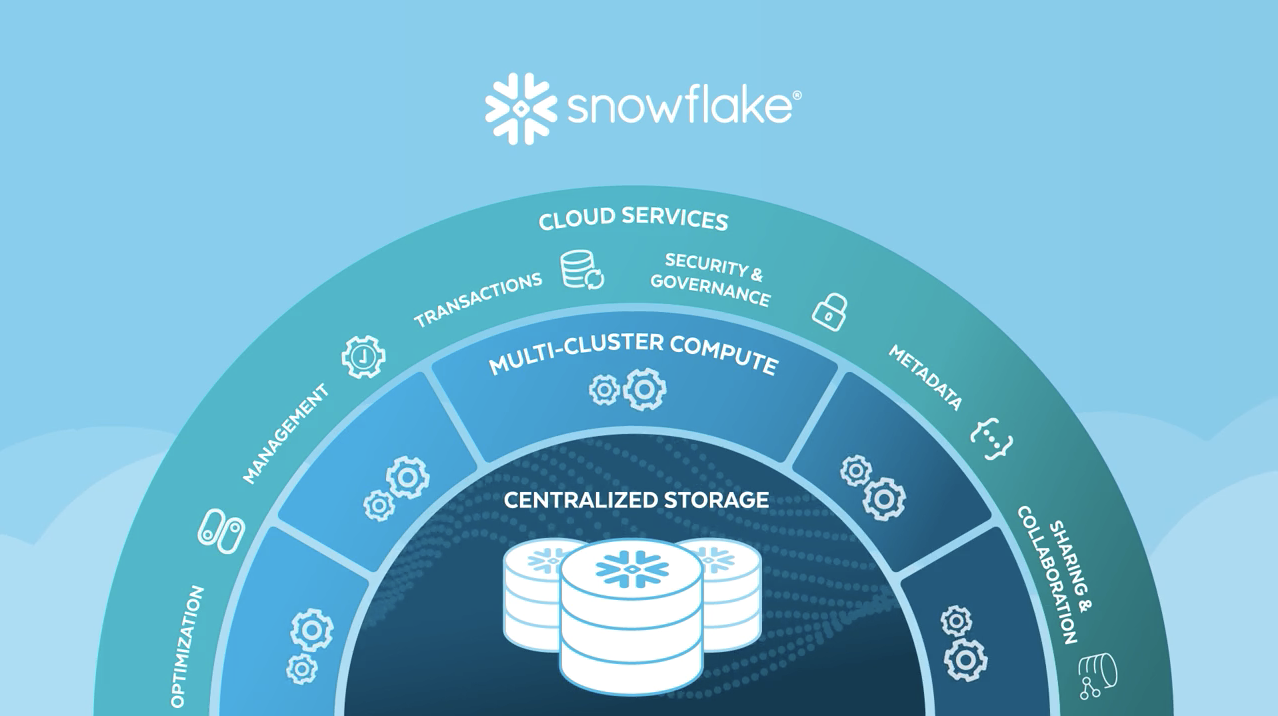 snowflake®
CLOUD SERVICES
OPTIMIZATION
MANAGEMENT
TRANSACTIONS
SECURITY &
GOVERNANCE
METADATA
SHARING &
COLLABORATION
MULTI-CLUSTER COMPUTE
CENTRALIZED STORAGE